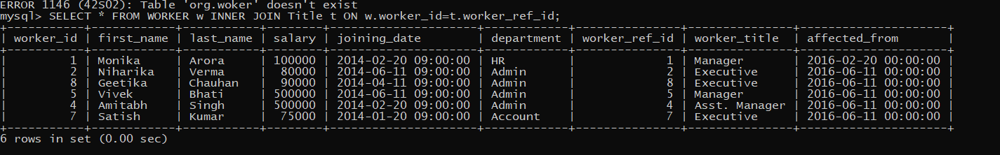 ERROR 1146 (42S02): Table 'org.woker' doesn't exist
mysql> SELECT * FROM WORKER w INNER JOIN Title t ON w.worker_id=t.worker_ref_id;
+-----------+------------+-----------+--------+---------------------+------------+---------------+---------------+---------------------+
| worker_id | first_name | last_name | salary | joining_date        | department | worker_ref_id | worker_title  | affected_from       |
+-----------+------------+-----------+--------+---------------------+------------+---------------+---------------+---------------------+
|         1 | Monika     | Arora     | 100000 | 2014-02-20 09:00:00 | HR         |             1 | Manager       | 2016-02-20 00:00:00 |
|         2 | Niharika   | Verma     |  80000 | 2014-06-11 09:00:00 | Admin      |             2 | Executive     | 2016-06-11 00:00:00 |
|         8 | Geetika    | Chauhan   |  90000 | 2014-04-11 09:00:00 | Admin      |             8 | Executive     | 2016-06-11 00:00:00 |
|         5 | Vivek      | Bhati     | 500000 | 2014-06-11 09:00:00 | Admin      |             5 | Manager       | 2016-06-11 00:00:00 |
|         4 | Amitabh    | Singh     | 500000 | 2014-02-20 09:00:00 | Admin      |             4 | Asst. Manager | 2016-06-11 00:00:00 |
|         7 | Satish     | Kumar     |  75000 | 2014-01-20 09:00:00 | Account    |             7 | Executive     | 2016-06-11 00:00:00 |
+-----------+------------+-----------+--------+---------------------+------------+---------------+---------------+---------------------+
6 rows in set (0.00 sec)